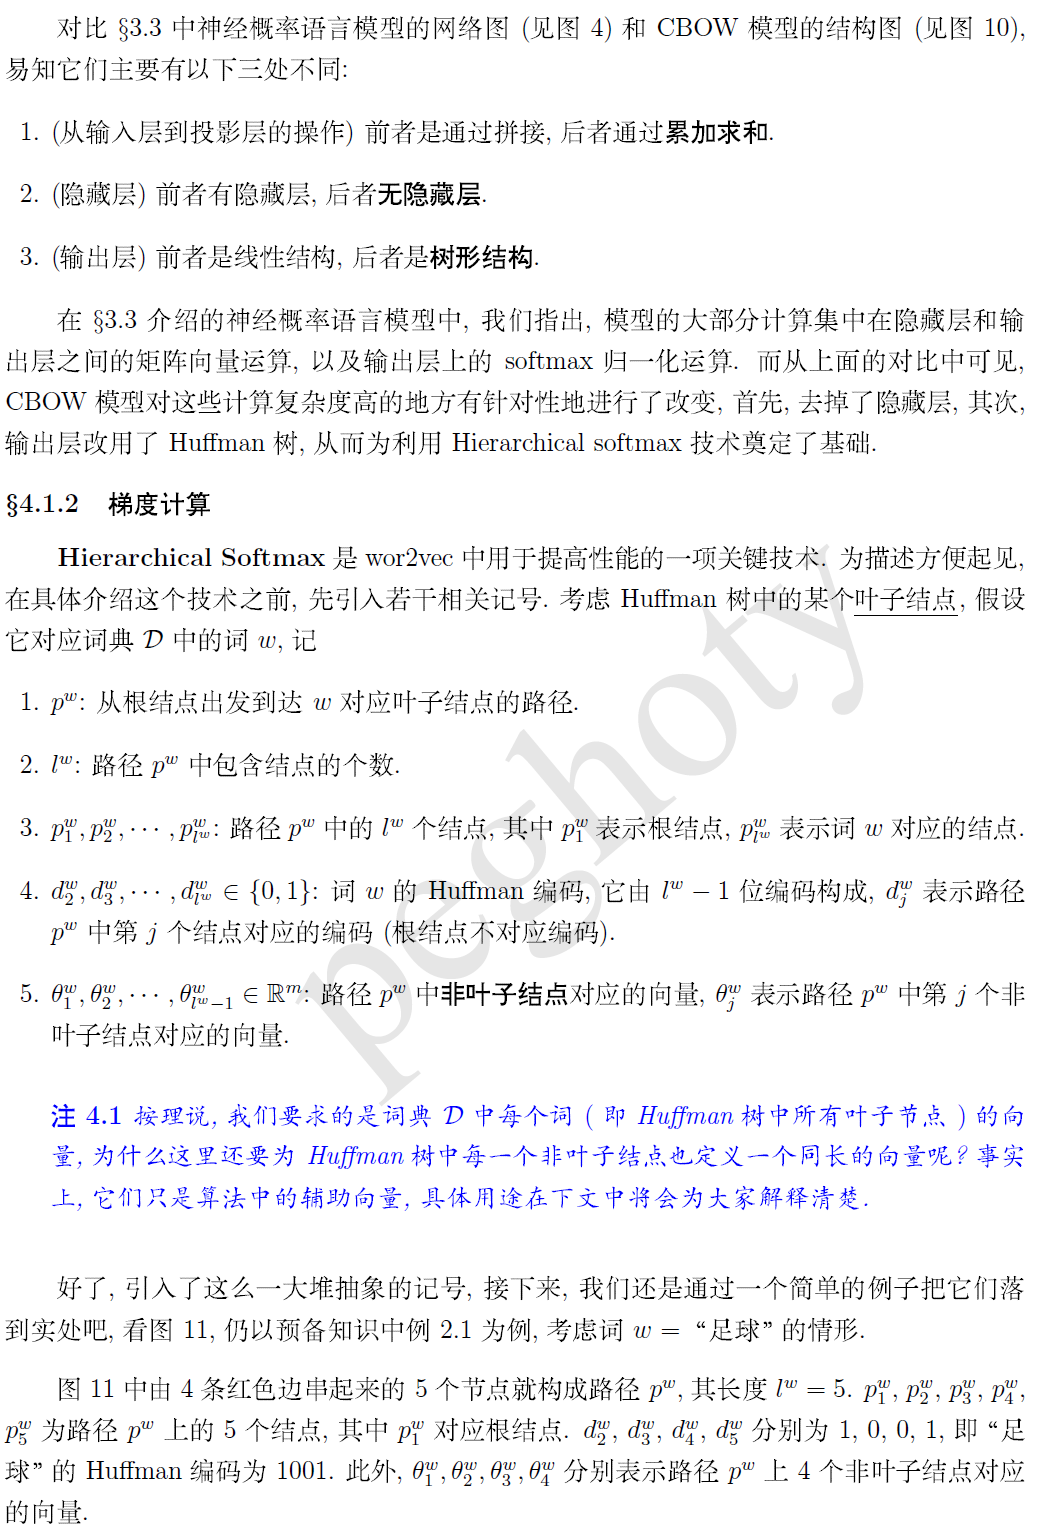 对比 §3.3 中神经概率语言模型的网络图 (见图 4) 和 CBOW 模型的结构图 (见图 10),
易知它们主要有以下三处不同:
1. (从输入层到投影层的操作) 前者是通过拼接, 后者通过累加求和.
2. (隐藏层) 前者有隐藏层, 后者无隐藏层.
3. (输出层) 前者是线性结构, 后者是树形结构.
在 §3.3 介绍的神经概率语言模型中, 我们指出, 模型的大部分计算集中在隐藏层和输
出层之间的矩阵向量运算, 以及输出层上的 softmax 归一化运算. 而从上面的对比中可见,
CBOW 模型对这些计算复杂度高的地方有针对性地进行了改变, 首先, 去掉了隐藏层, 其次,
输出层改用了 Huffman 树, 从而为利用 Hierarchical softmax 技术奠定了基础.
§4.1.2 梯度计算
Hierarchical Softmax 是 wor2vec 中用于提高性能的一项关键技术. 为描述方便起见,
在具体介绍这个技术之前, 先引入若干相关记号. 考虑 Huffman 树中的某个叶子结点, 假设
它对应词典 $\mathcal{D}$ 中的词 $w$, 记
1. $p^w$: 从根结点出发到达 $w$ 对应叶子结点的路径.
2. $l^w$: 路径 $p^w$ 中包含结点的个数.
3. $p_1^w, p_2^w, \cdots, p_{l^w}^w$: 路径 $p^w$ 中的 $l^w$ 个结点, 其中 $p_1^w$ 表示根结点, $p_{l^w}^w$ 表示词 $w$ 对应的结点.
4. $d_2^w, d_3^w, \cdots, d_{l^w}^w \in \{0, 1\}$: 词 $w$ 的 Huffman 编码, 它由 $l^w - 1$ 位编码构成, $d_j^w$ 表示路径
$p^w$ 中第 $j$ 个结点对应的编码 (根结点不对应编码).
5. $\theta_1^w, \theta_2^w, \cdots, \theta_{l^w-1}^w \in \mathbb{R}^m$: 路径 $p^w$ 中非叶子结点对应的向量, $\theta_j^w$ 表示路径 $p^w$ 中第 $j$ 个非
叶子结点对应的向量.
注 4.1 按理说, 我们要求的是词典 $\mathcal{D}$ 中每个词 ( 即 Huffman 树中所有叶子节点 ) 的向
量, 为什么这里还要为 Huffman 树中每一个非叶子结点也定义一个同长的向量呢? 事实
上, 它们只是算法中的辅助向量, 具体用途在下文中将会为大家解释清楚.
好了, 引入了这么一大堆抽象的记号, 接下来, 我们还是通过一个简单的例子把它们落
到实处吧, 看图 11, 仍以预备知识中例 2.1 为例, 考虑词 $w$ = “足球” 的情形.
图 11 中由 4 条红色边串起来的 5 个节点就构成路径 $p^w$, 其长度 $l^w = 5$. $p_1^w, p_2^w, p_3^w, p_4^w,$
$p_5^w$ 为路径 $p^w$ 上的 5 个结点, 其中 $p_1^w$ 对应根结点. $d_2^w, d_3^w, d_4^w, d_5^w$ 分别为 1, 0, 0, 1, 即 “足
球” 的 Huffman 编码为 1001. 此外, $\theta_1^w, \theta_2^w, \theta_3^w, \theta_4^w$ 分别表示路径 $p^w$ 上 4 个非叶子结点对应
的向量.
peghoty